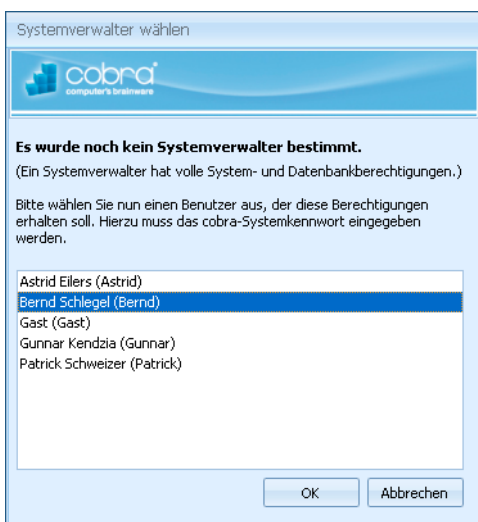 Systemverwalter wählen
cobra
computer's brainware
Es wurde noch kein Systemverwalter bestimmt.
(Ein Systemverwalter hat volle System- und Datenbankberechtigungen.)
Bitte wählen Sie nun einen Benutzer aus, der diese Berechtigungen
erhalten soll. Hierzu muss das cobra-Systemkennwort eingegeben
werden.
Astrid Eilers (Astrid)
Bernd Schlegel (Bernd)
Gast (Gast)
Gunnar Kendzia (Gunnar)
Patrick Schweizer (Patrick)
OK Abbrechen